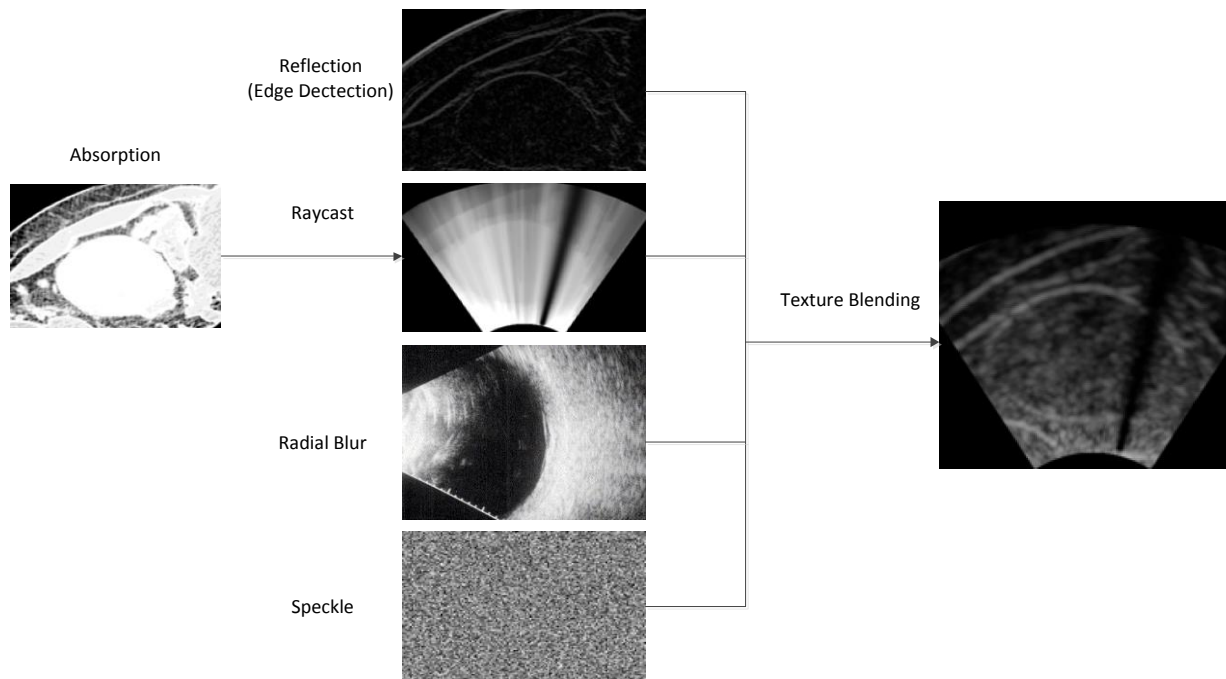 Reflection
(Edge Dectection)
Absorption
Raycast
Texture Blending
Radial Blur
Speckle